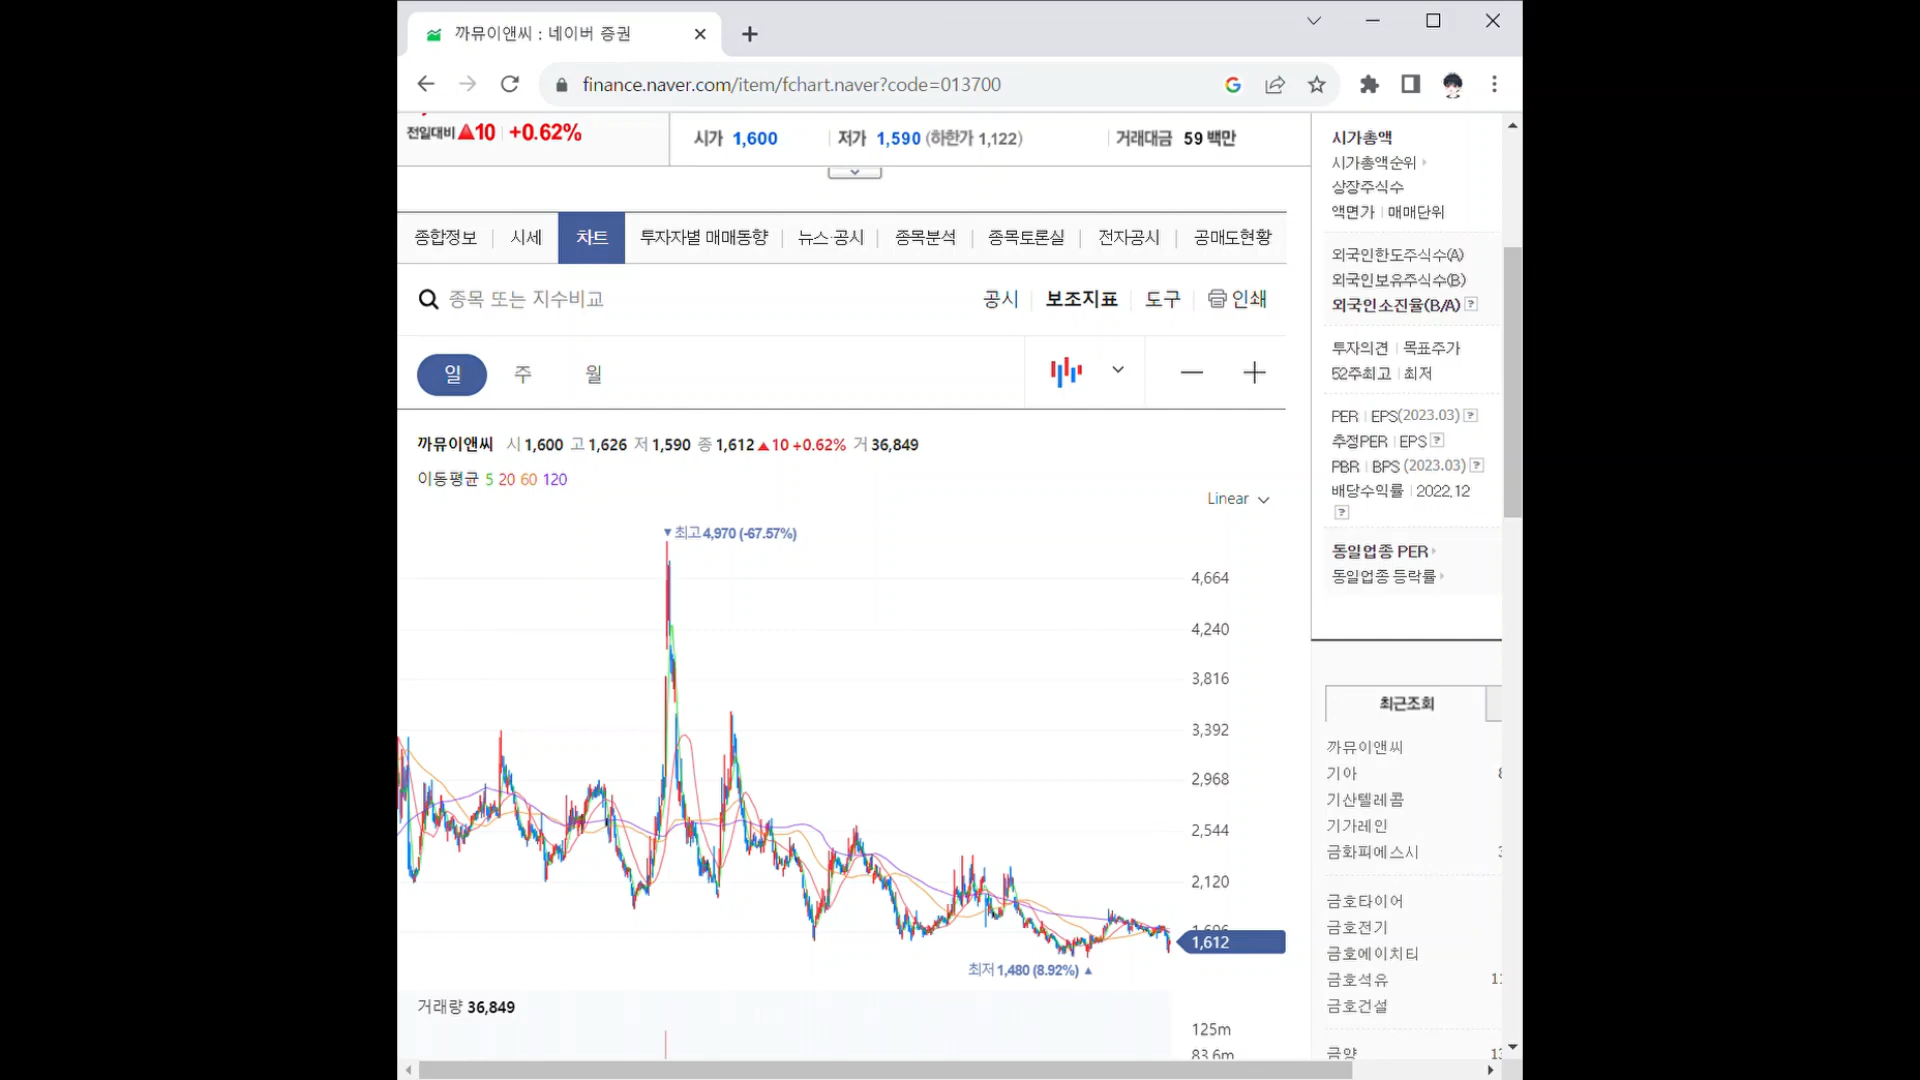 까뮤이앤씨 : 네이버 증권
finance.naver.com/item/fchart.naver?code=013700
전일대비 ▲10 +0.62%
시가 1,600
저가 1,590 (하한가 1,122)
거래대금 59 백만
종합정보 시세 차트 투자자별 매매동향 뉴스·공시 종목분석 종목토론실 전자공시 공매도현황
종목 또는 지수비교
공시 보조지표 도구 인쇄
일 주 월
까뮤이앤씨 시 1,600 고 1,626 저 1,590 종 1,612 ▲10 +0.62% 거 36,849
이동평균 5 20 60 120
Linear
▼최고 4,970 (-67.57%)
4,664
4,240
3,816
3,392
2,968
2,544
2,120
1,696
1,612
최저 1,480 (8.92%) ▲
거래량 36,849
125m
83.6m
시가총액
시가총액순위
상장주식수
액면가 | 매매단위
외국인한도주식수(A)
외국인보유주식수(B)
외국인소진율(B/A) ?
투자의견 | 목표주가
52주최고 | 최저
PER | EPS(2023.03) ?
추정PER | EPS ?
PBR | BPS (2023.03) ?
배당수익률 | 2022.12
?
동일업종 PER
동일업종 등락률
최근조회
까뮤이앤씨
기아
기산텔레콤
기가레인
금화피에스시
금호타이어
금호전기
금호에이치티
금호석유
금호건설
금양